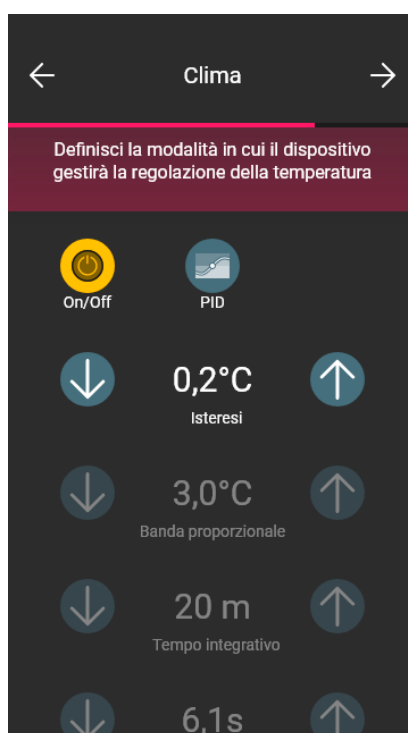 Clima
Definisci la modalità in cui il dispositivo
gestirà la regolazione della temperatura
On/Off PID
0,2°C
Isteresi
3,0°C
Banda proporzionale
20 m
Tempo integrativo
6,1s